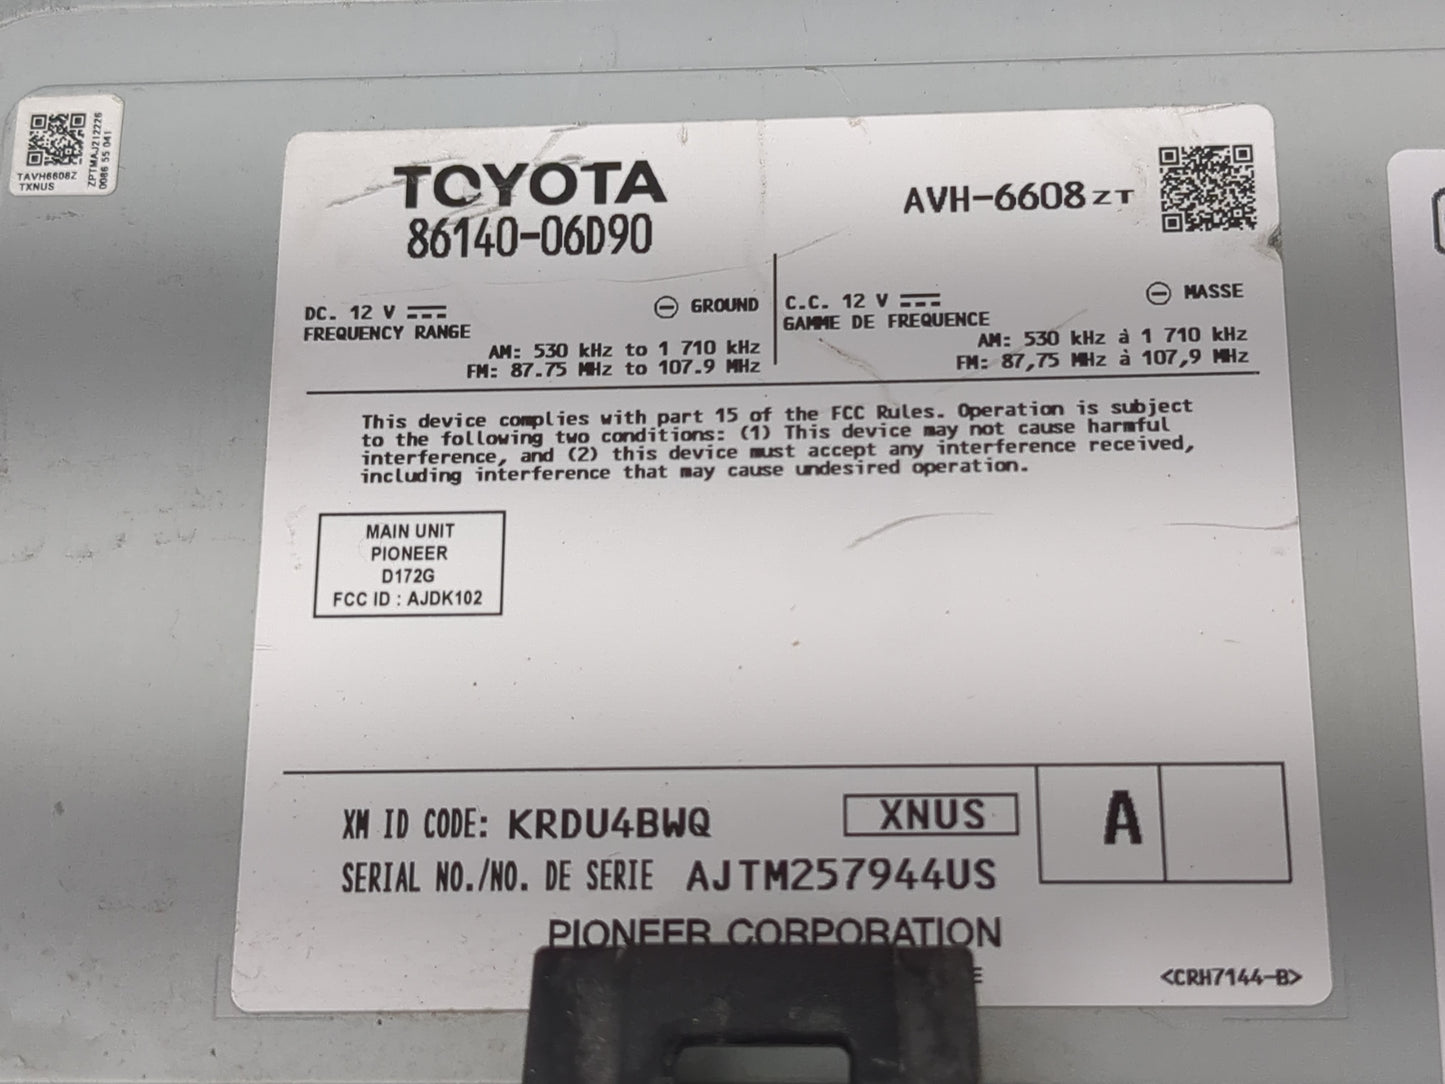 TAVH6608Z
TXNUS
ZPTMAJ212226
0086 55 041
TOYOTA
86140-06D90
AVH-6608ZT
DC. 12 V
GROUND
FREQUENCY RANGE
AM: 530 kHz to 1 710 kHz
FM: 87.75 MHz to 107.9 MHz
C.C. 12 V
MASSE
GAMME DE FREQUENCE
AM: 530 kHz à 1 710 kHz
FM: 87,75 MHz à 107,9 MHz
This device complies with part 15 of the FCC Rules. Operation is subject
to the following two conditions: (1) This device may not cause harmful
interference, and (2) this device must accept any interference received,
including interference that may cause undesired operation.
MAIN UNIT
PIONEER
D172G
FCC ID : AJDK102
XM ID CODE: KRDU4BWQ
XNUS
A
SERIAL NO./NO. DE SERIE AJTM257944US
PIONEER CORPORATION
<CRH7144-B>